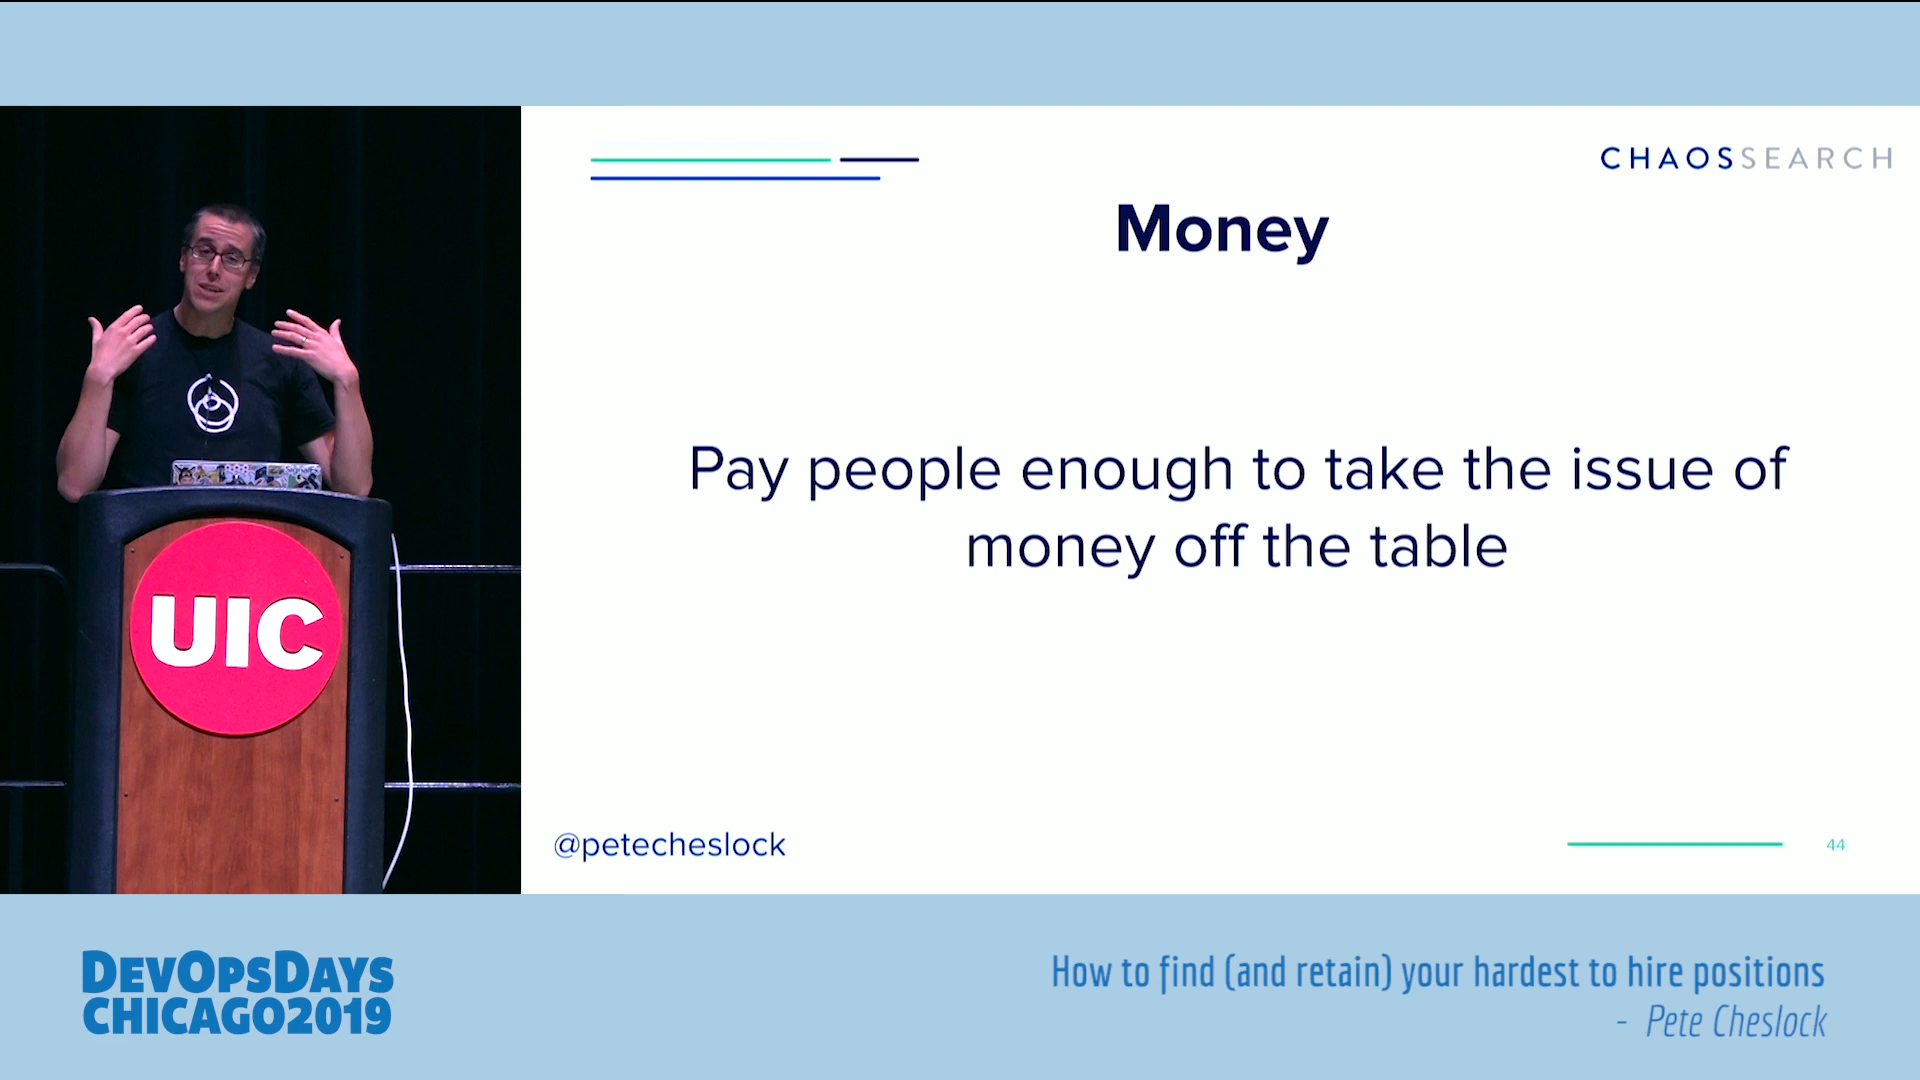 CHAOSSEARCH
Money
Pay people enough to take the issue of
money off the table
@petecheslock
44
UIC
DEVOPSDAYS
CHICAGO2019
How to find (and retain) your hardest to hire positions
- Pete Cheslock